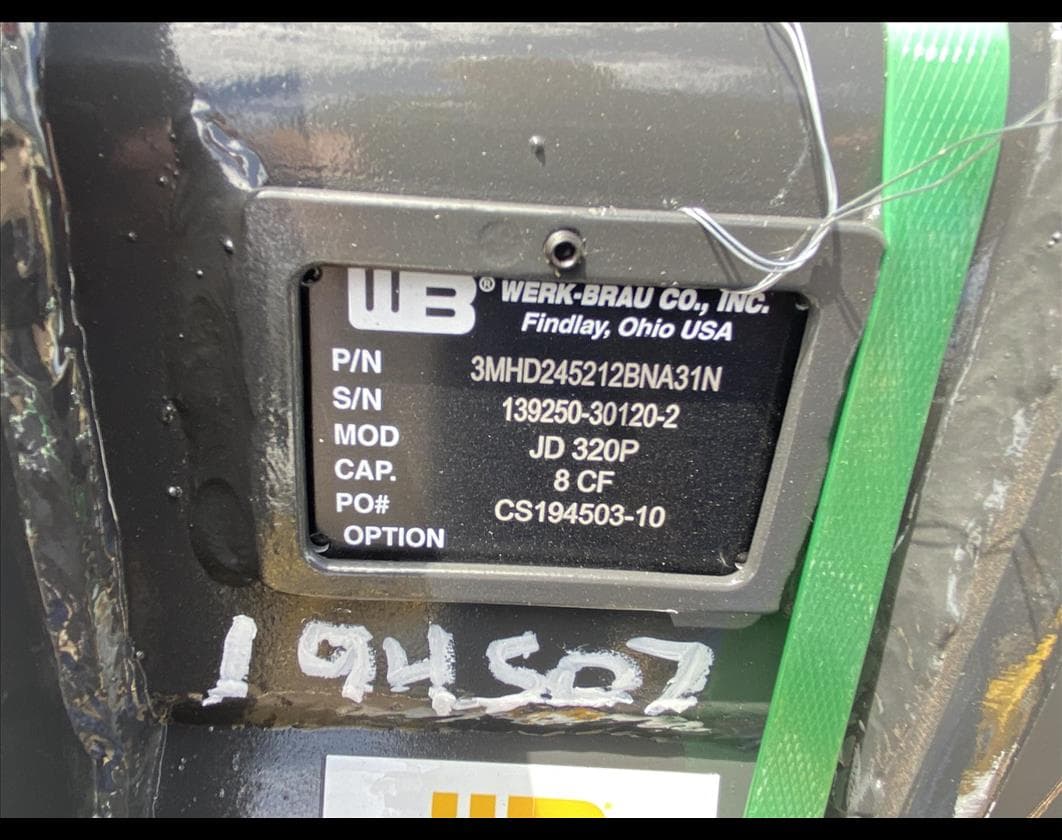 WB® WERK-BRAU CO., INC.
Findlay, Ohio USA
P/N 3MHD245212BNA31N
S/N 139250-30120-2
MOD JD 320P
CAP. 8 CF
PO# CS194503-10
OPTION
194507